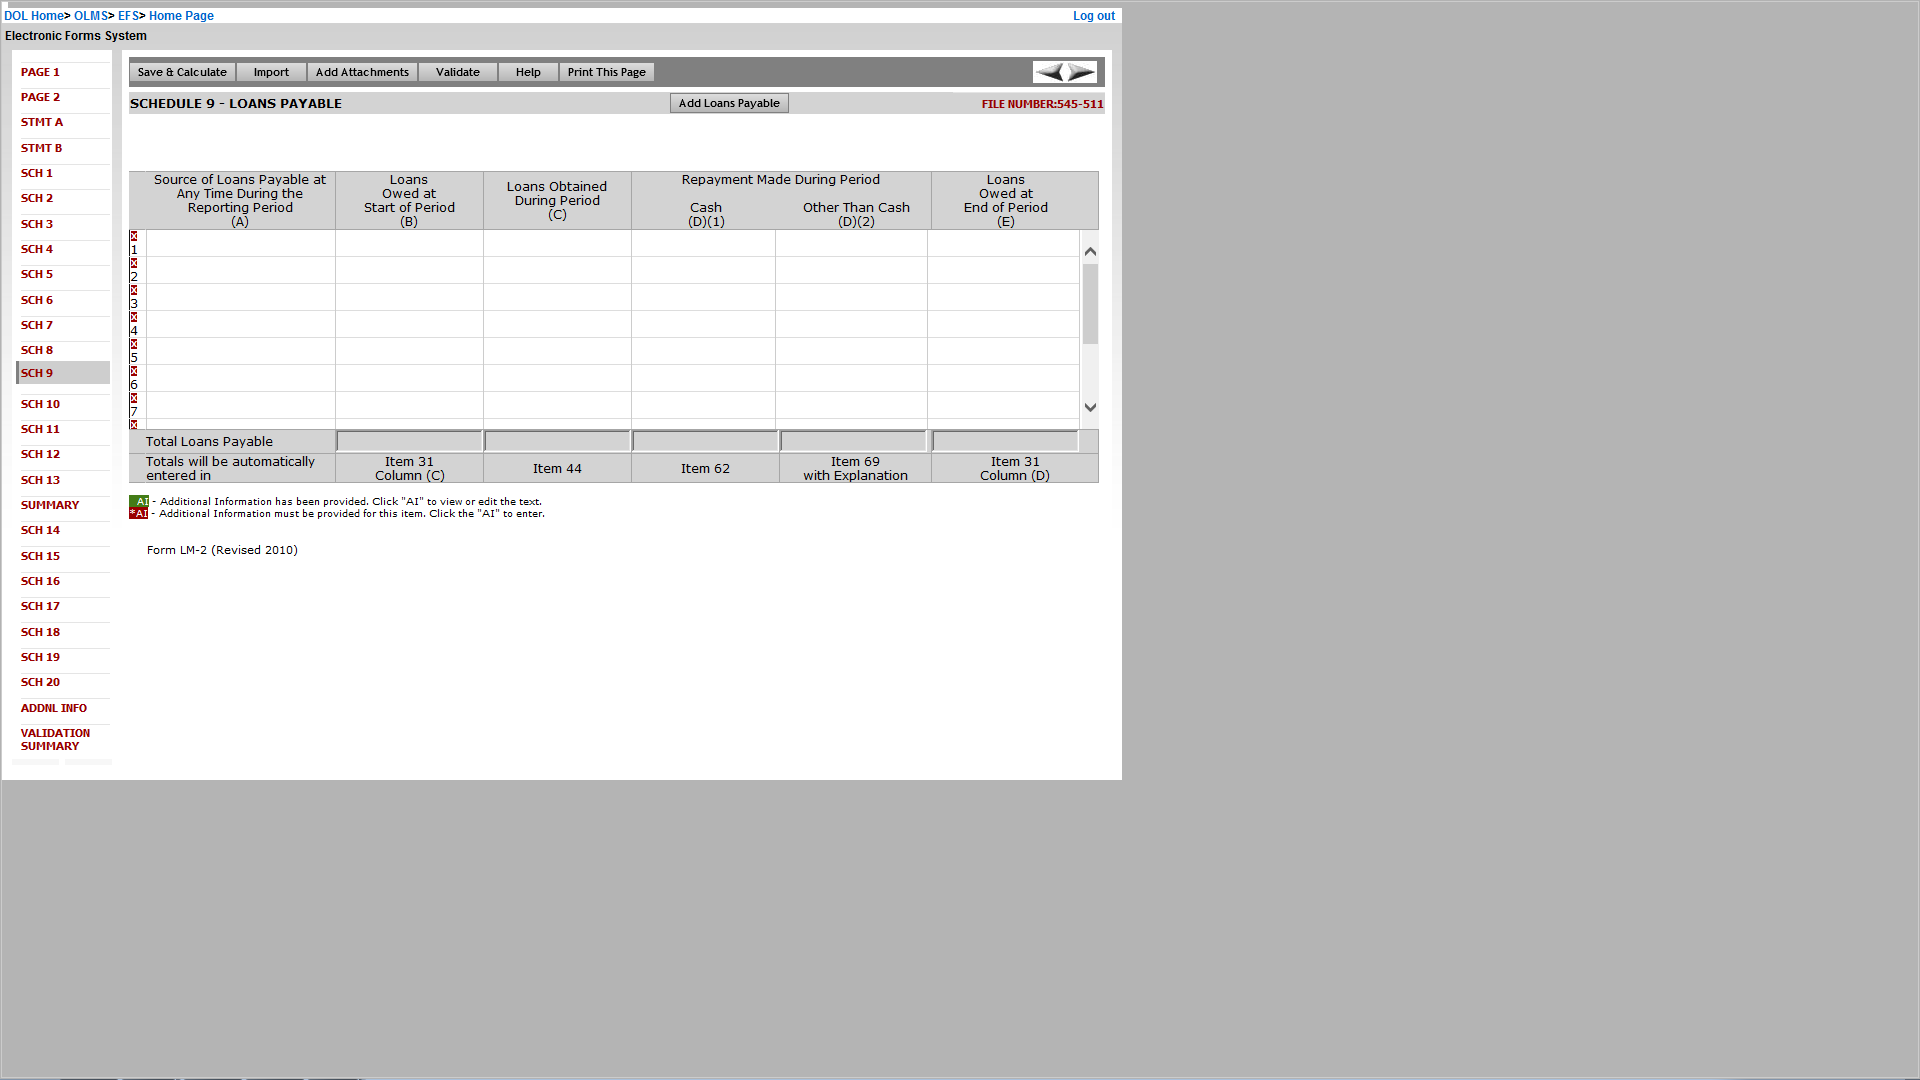 DOL Home> OLMS> EFS> Home Page
Log out
Electronic Forms System
PAGE 1
PAGE 2
STMT A
STMT B
SCH 1
SCH 2
SCH 3
SCH 4
SCH 5
SCH 6
SCH 7
SCH 8
SCH 9
SCH 10
SCH 11
SCH 12
SCH 13
SUMMARY
SCH 14
SCH 15
SCH 16
SCH 17
SCH 18
SCH 19
SCH 20
ADDNL INFO
VALIDATION
SUMMARY
Save & Calculate
Import
Add Attachments
Validate
Help
Print This Page
SCHEDULE 9 - LOANS PAYABLE
Add Loans Payable
FILE NUMBER:545-511
Source of Loans Payable at
Any Time During the
Reporting Period
(A)
Loans
Owed at
Start of Period
(B)
Loans Obtained
During Period
(C)
Repayment Made During Period
Cash
(D)(1)
Other Than Cash
(D)(2)
Loans
Owed at
End of Period
(E)
X
1
X
2
X
3
X
4
X
5
X
6
X
7
X
Total Loans Payable
Totals will be automatically
entered in
Item 31
Column (C)
Item 44
Item 62
Item 69
with Explanation
Item 31
Column (D)
AI - Additional Information has been provided. Click "AI" to view or edit the text.
*AI - Additional Information must be provided for this item. Click the "AI" to enter.
Form LM-2 (Revised 2010)